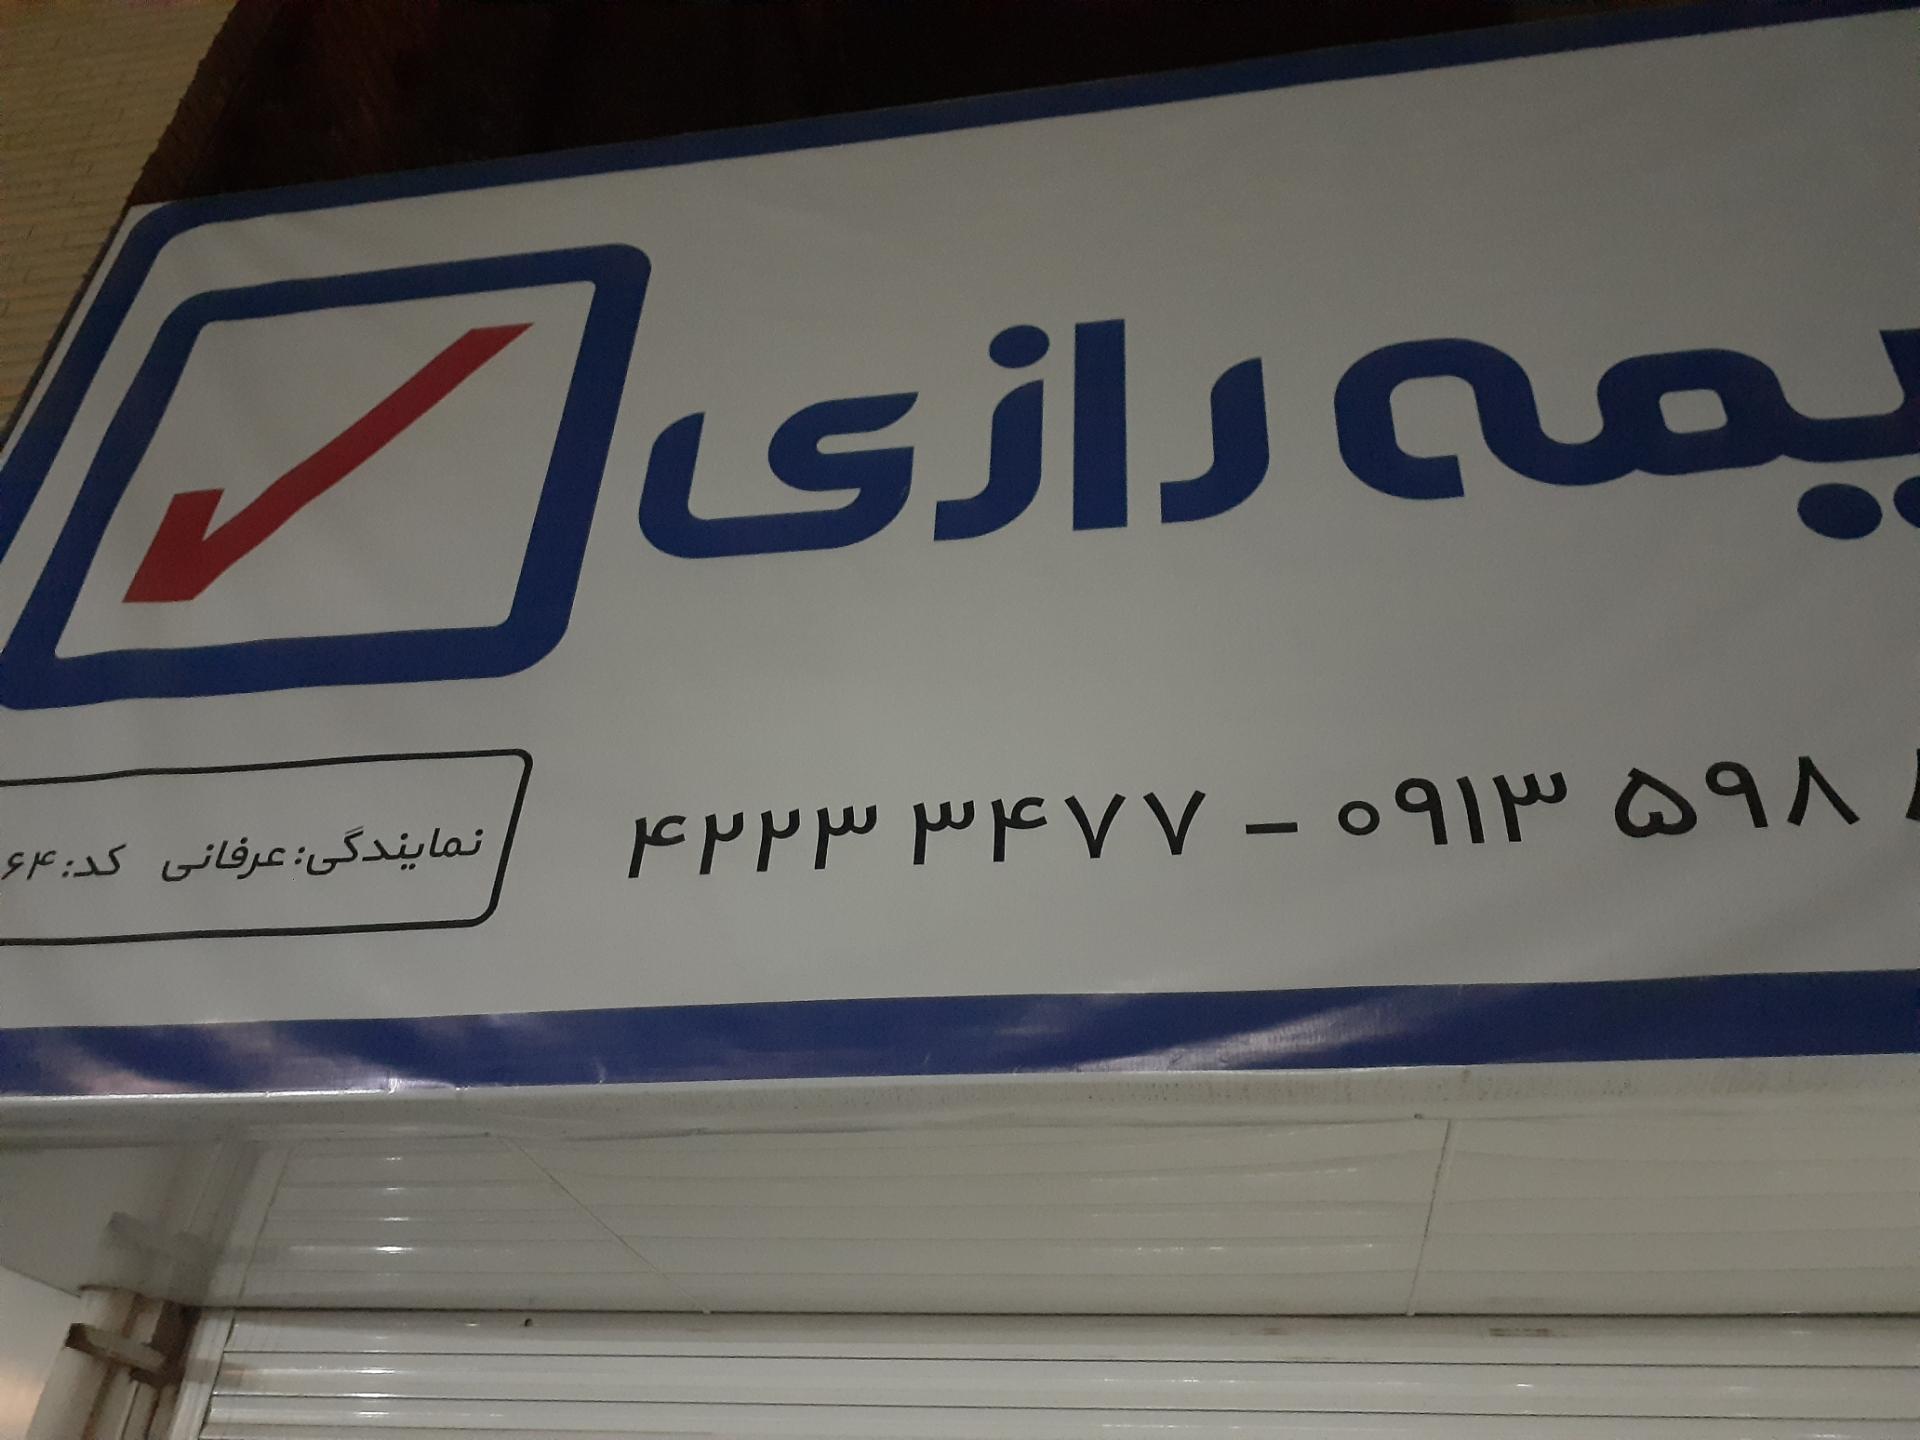 یمه رازی
۴۲۲۳ ۳۴۷۷ - ۰۹۱۳ ۵۹۸
نمایندگی: عرفانی کد: ۶۴